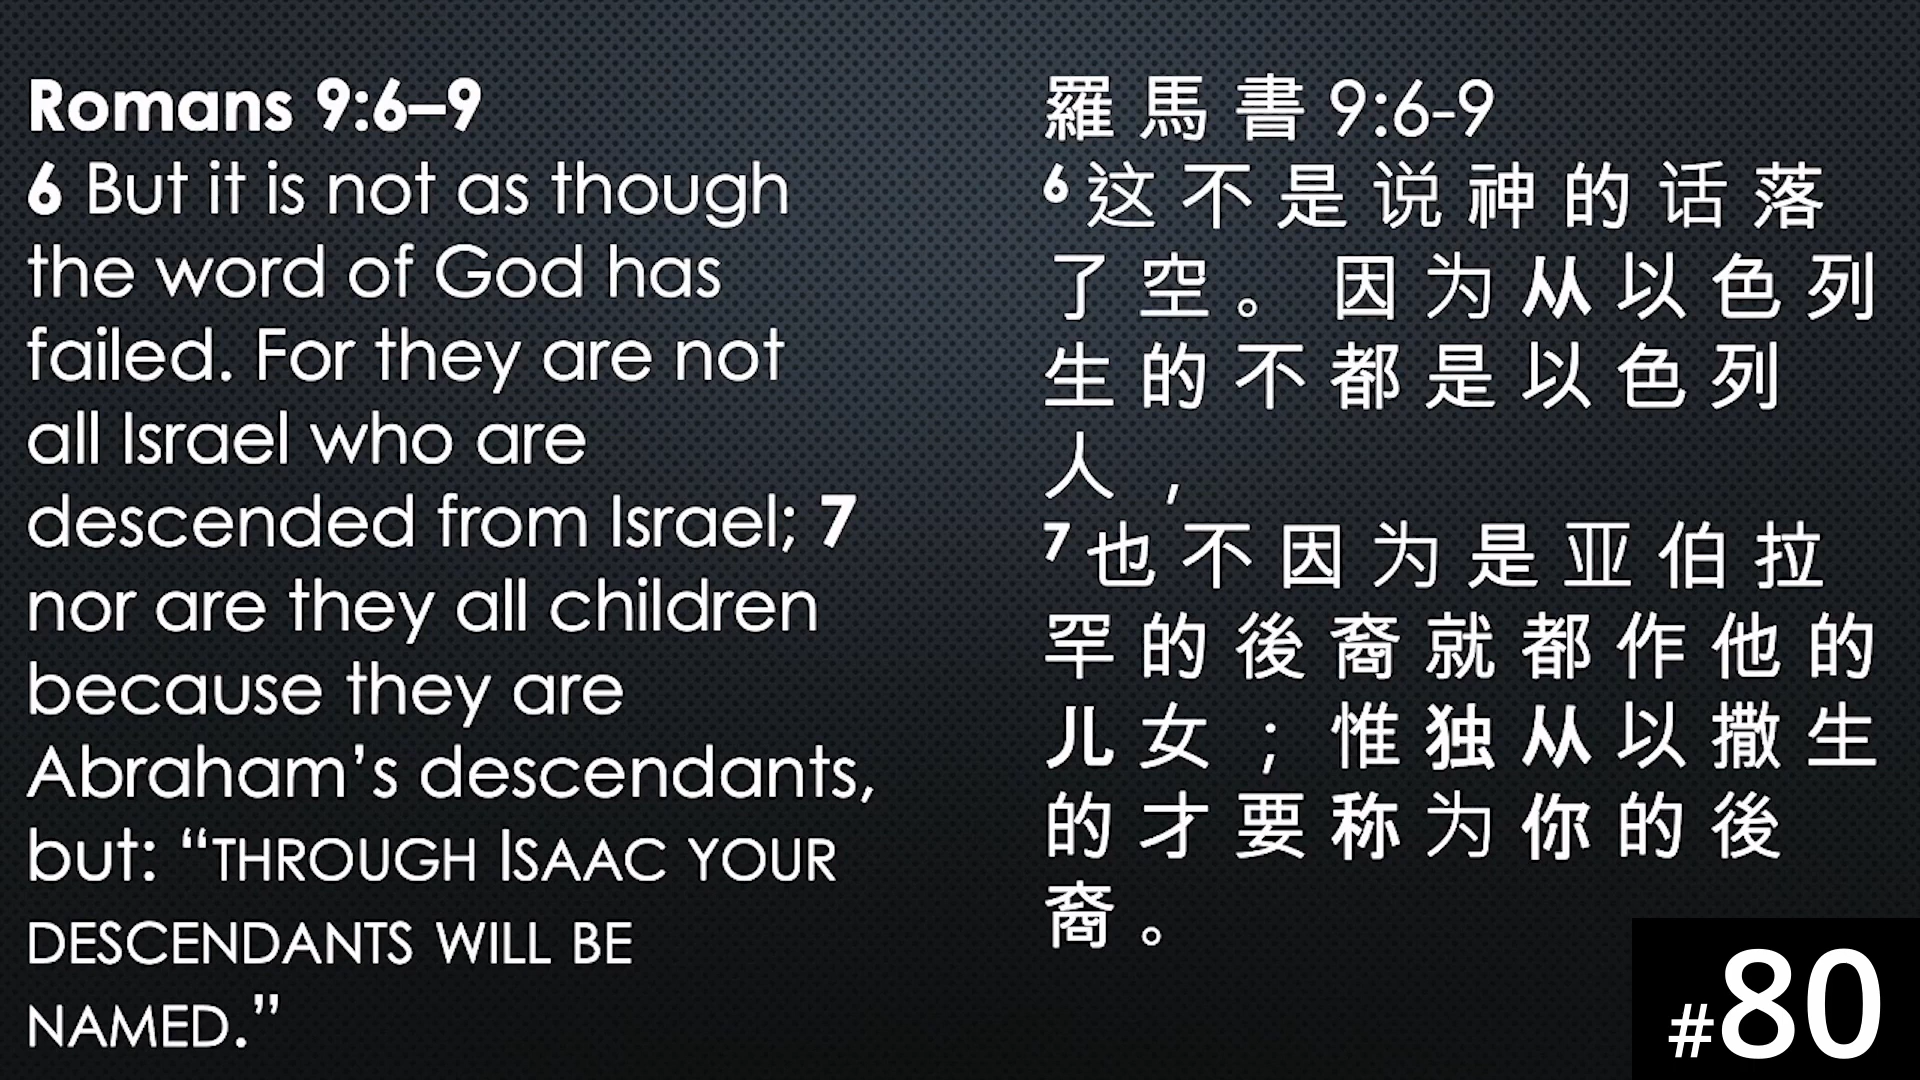 Romans 9:6–9
6 But it is not as though
the word of God has
failed. For they are not
all Israel who are
descended from Israel; 7
nor are they all children
because they are
Abraham’s descendants,
but: “THROUGH ISAAC YOUR
DESCENDANTS WILL BE
NAMED.”
羅 馬 書 9:6-9
6 这 不 是 说 神 的 话 落
了 空 。 因 为 从 以 色 列
生 的 不 都 是 以 色 列
人 ，
7 也 不 因 为 是 亚 伯 拉
罕 的 後 裔 就 都 作 他 的
儿 女 ； 惟 独 从 以 撒 生
的 才 要 称 为 你 的 後
裔 。
#80